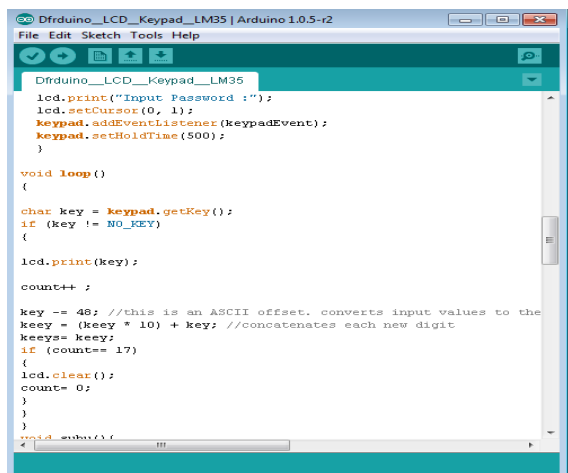 Dfrduino__LCD__Keypad__LM35 | Arduino 1.0.5-r2
File Edit Sketch Tools Help
Dfrduino__LCD__Keypad__LM35
lcd.print("Input Password :");
lcd.setCursor(0, 1);
keypad.addEventListener(keypadEvent);
keypad.setHoldTime(500);
}
void loop()
{
char key = keypad.getKey();
if (key != NO_KEY)
{
lcd.print(key);
count++ ;
key -= 48; //this is an ASCII offset. converts input values to the
keey = (keey * 10) + key; //concatenates each new digit
keeys= keey;
if (count== 17)
{
lcd.clear();
count= 0;
}
}
}